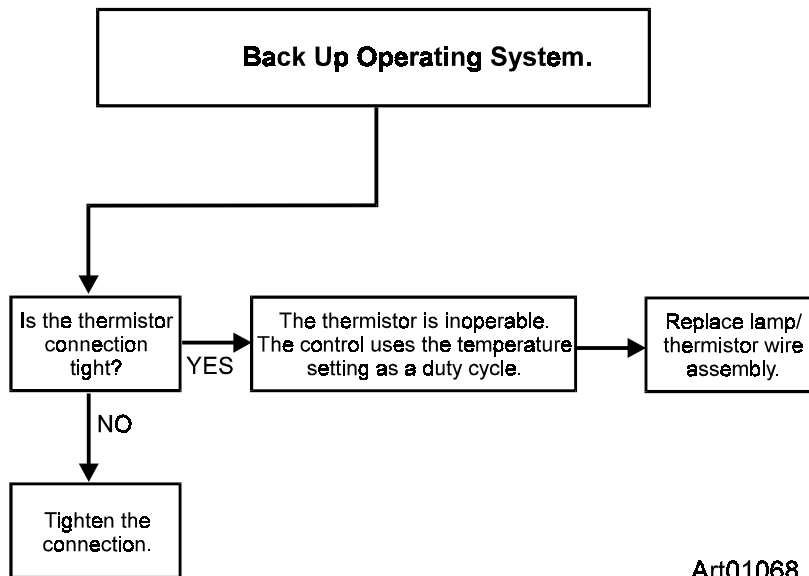 Back Up Operating System.
Is the thermistor
connection
tight?
YES
The thermistor is inoperable.
The control uses the temperature
setting as a duty cycle.
Replace lamp/
thermistor wire
assembly.
NO
Tighten the
connection.
Art01068